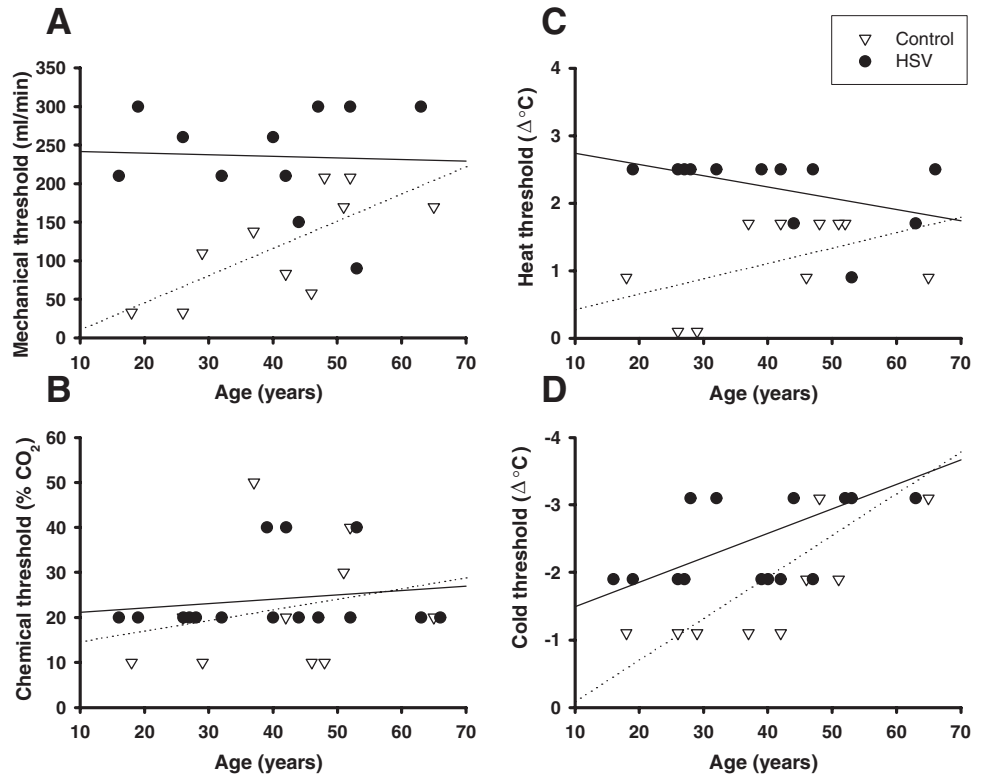 A
Mechanical threshold (ml/min)
350
300
250
200
150
100
50
0
10 20 30 40 50 60 70
Age (years)
C
Control
HSV
Heat threshold (Δ°C)
4
3
2
1
0
10 20 30 40 50 60 70
Age (years)
B
Chemical threshold (% CO₂)
60
50
40
30
20
10
0
10 20 30 40 50 60 70
Age (years)
D
Cold threshold (Δ°C)
-4
-3
-2
-1
0
10 20 30 40 50 60 70
Age (years)